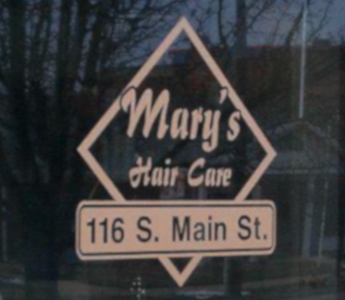 Mary's
Hair Care
116 S. Main St.